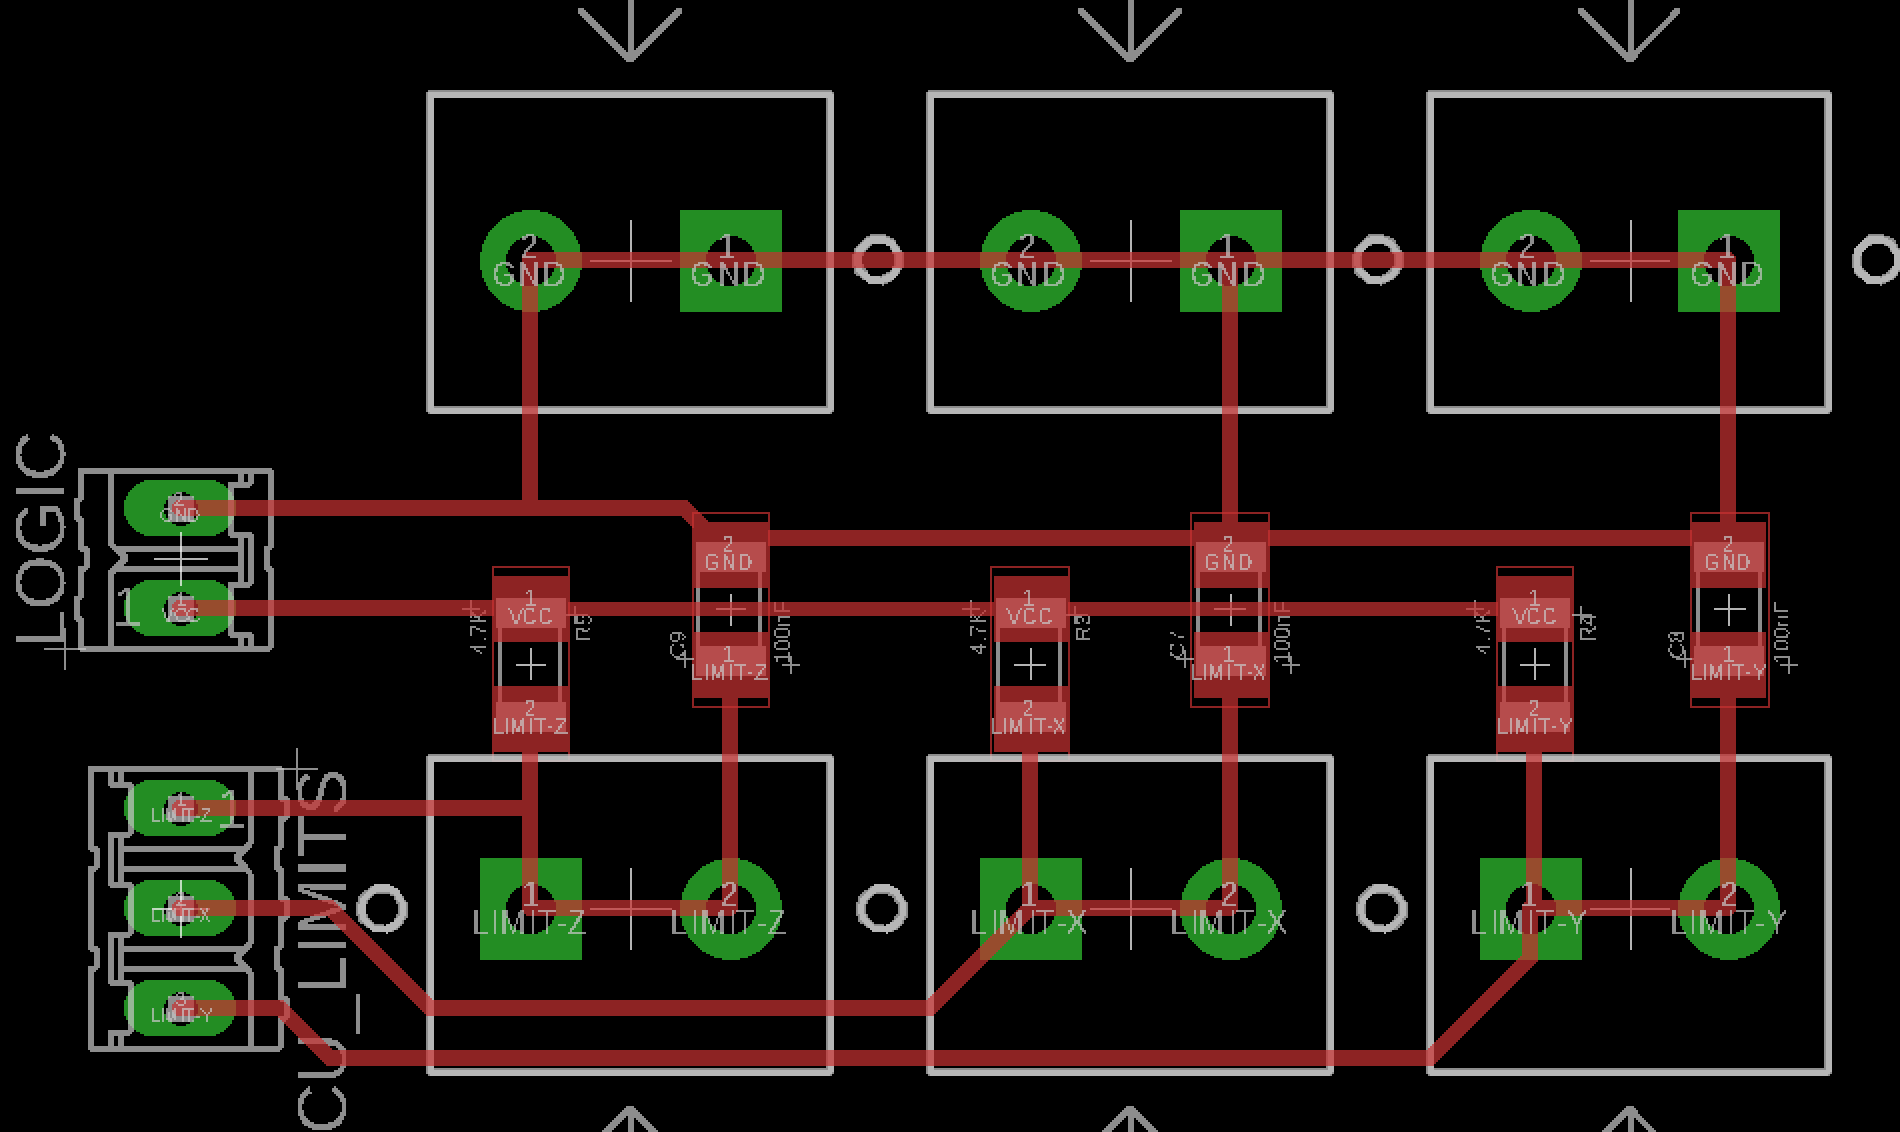 2 1 2 1 2 1
GND GND GND GND GND GND
LOGIC
2
GND
2 2 2
GND GND GND
1
1 1 1
VCC VCC VCC VCC
4.7K R5 C9 100nF 4.7K R3 C7 100nF 4.7K R4 C8 100nF
1 1 1
LIMIT-Z LIMIT-X LIMIT-Y
2 2 2
LIMIT-Z LIMIT-X LIMIT-Y
CU_LIMITS
1
LIMIT-Z 1
LIMIT-X
1 2 1 2 1 2
LIMIT-Z LIMIT-Z LIMIT-X LIMIT-X LIMIT-Y LIMIT-Y
3
LIMIT-Y